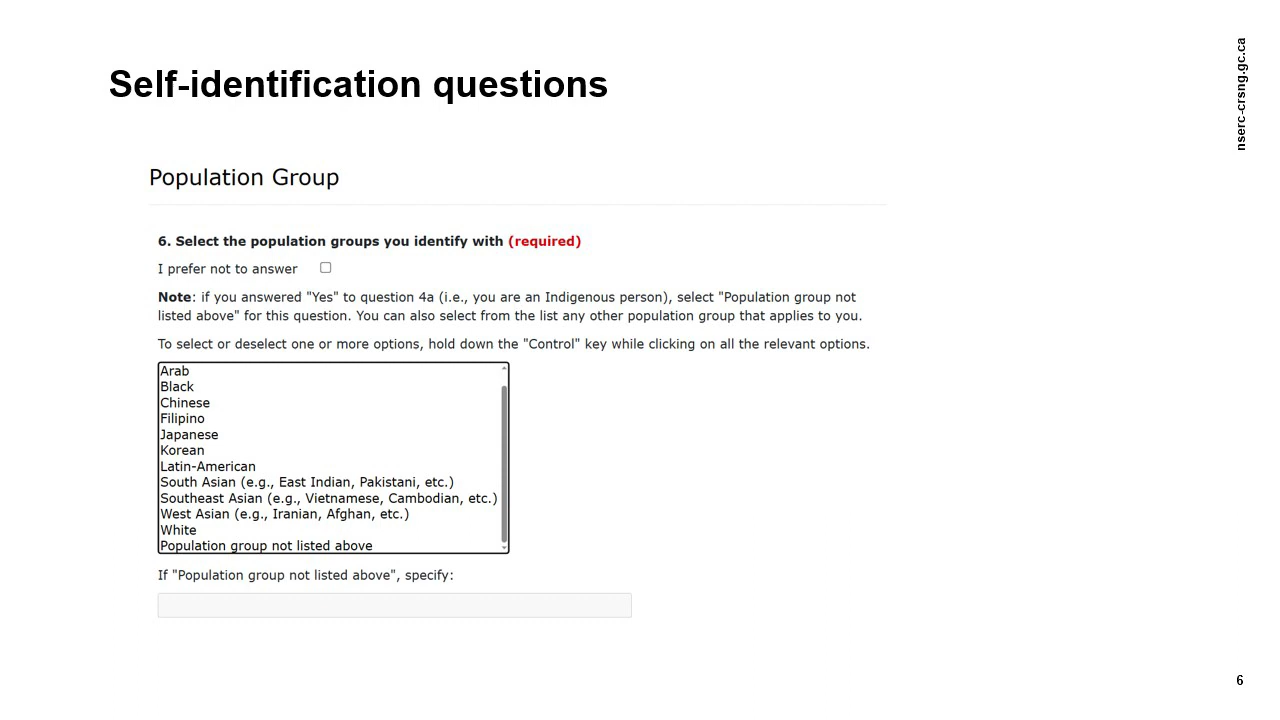 Self-identification questions
nserc-crsng.gc.ca
Population Group
6. Select the population groups you identify with (required)
I prefer not to answer
Note: if you answered "Yes" to question 4a (i.e., you are an Indigenous person), select "Population group not
listed above" for this question. You can also select from the list any other population group that applies to you.
To select or deselect one or more options, hold down the "Control" key while clicking on all the relevant options.
Arab
Black
Chinese
Filipino
Japanese
Korean
Latin-American
South Asian (e.g., East Indian, Pakistani, etc.)
Southeast Asian (e.g., Vietnamese, Cambodian, etc.)
West Asian (e.g., Iranian, Afghan, etc.)
White
Population group not listed above
If "Population group not listed above", specify:
6